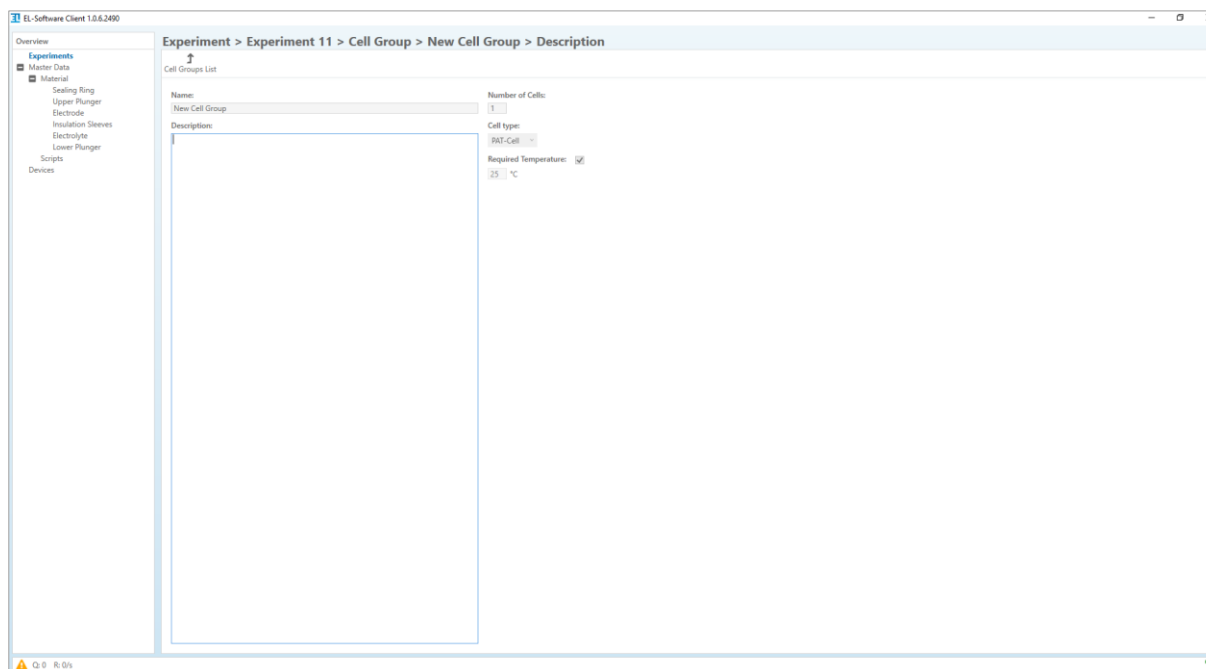 EL EL-Software Client 1.0.6.2490
Overview
Experiments
Master Data
Material
Sealing Ring
Upper Plunger
Electrode
Insulation Sleeves
Electrolyte
Lower Plunger
Scripts
Devices
Experiment > Experiment 11 > Cell Group > New Cell Group > Description
Cell Groups List
Name:
New Cell Group
Description:
Number of Cells:
1
Cell type:
PAT-Cell
Required Temperature:
25 °C
Q: 0 R: 0/s